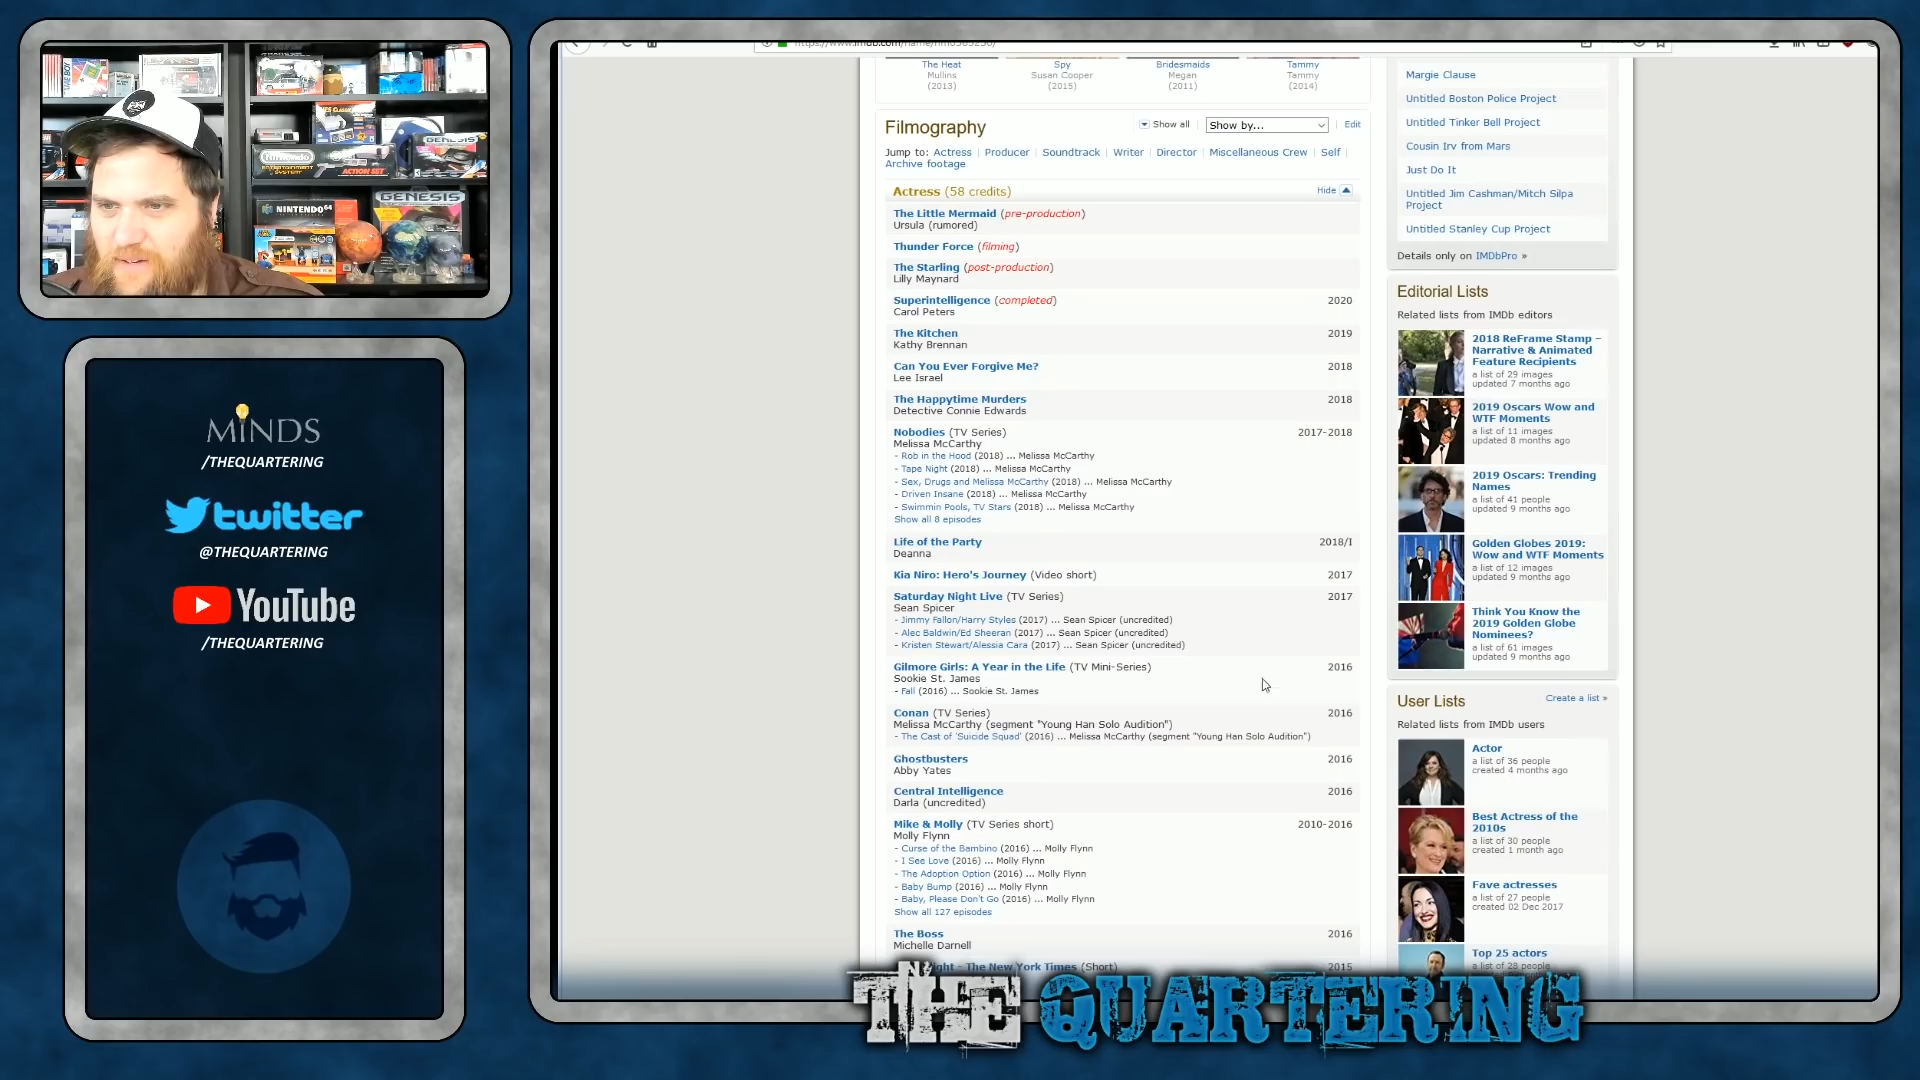 MINDS
/THEQUARTERING
twitter
@THEQUARTERING
YouTube
/THEQUARTERING
NINTENDO 64
GENESIS
GENESIS
Nintendo
ACTION SET
The Heat
Mullins
(2013)
Spy
Susan Cooper
(2015)
Bridesmaids
Megan
(2011)
Tammy
Tammy
(2014)
Filmography
Show all
Show by...
Edit
Jump to: Actress | Producer | Soundtrack | Writer | Director | Miscellaneous Crew | Self |
Archive footage
Actress (58 credits)
Hide
The Little Mermaid (pre-production)
Ursula (rumored)
Thunder Force (filming)
The Starling (post-production)
Lilly Maynard
Superintelligence (completed) 2020
Carol Peters
The Kitchen 2019
Kathy Brennan
Can You Ever Forgive Me? 2018
Lee Israel
The Happytime Murders 2018
Detective Connie Edwards
Nobodies (TV Series) 2017-2018
Melissa McCarthy
- Rob in the Hood (2018) ... Melissa McCarthy
- Tape Night (2018) ... Melissa McCarthy
- Sex, Drugs and Melissa McCarthy (2018) ... Melissa McCarthy
- Driven Insane (2018) ... Melissa McCarthy
- Swimmin Pools, TV Stars (2018) ... Melissa McCarthy
Show all 8 episodes
Life of the Party 2018/I
Deanna
Kia Niro: Hero's Journey (Video short) 2017
Saturday Night Live (TV Series) 2017
Sean Spicer
- Jimmy Fallon/Harry Styles (2017) ... Sean Spicer (uncredited)
- Alec Baldwin/Ed Sheeran (2017) ... Sean Spicer (uncredited)
- Kristen Stewart/Alessia Cara (2017) ... Sean Spicer (uncredited)
Gilmore Girls: A Year in the Life (TV Mini-Series) 2016
Sookie St. James
- Fall (2016) ... Sookie St. James
Conan (TV Series) 2016
Melissa McCarthy (segment "Young Han Solo Audition")
- The Cast of 'Suicide Squad' (2016) ... Melissa McCarthy (segment "Young Han Solo Audition")
Ghostbusters 2016
Abby Yates
Central Intelligence 2016
Darla (uncredited)
Mike & Molly (TV Series short) 2010-2016
Molly Flynn
- Curse of the Bambino (2016) ... Molly Flynn
- I See Love (2016) ... Molly Flynn
- The Adoption Option (2016) ... Molly Flynn
- Baby Bump (2016) ... Molly Flynn
- Baby, Please Don't Go (2016) ... Molly Flynn
Show all 127 episodes
The Boss 2016
Michelle Darnell
The New York Times (Short) 2015
Margie Clause
Untitled Boston Police Project
Untitled Tinker Bell Project
Cousin Irv from Mars
Just Do It
Untitled Jim Cashman/Mitch Silpa
Project
Untitled Stanley Cup Project
Details only on IMDbPro »
Editorial Lists
Related lists from IMDb editors
2018 ReFrame Stamp –
Narrative & Animated
Feature Recipients
a list of 29 images
updated 7 months ago
2019 Oscars Wow and
WTF Moments
a list of 11 images
updated 8 months ago
2019 Oscars: Trending
Names
a list of 41 people
updated 9 months ago
Golden Globes 2019:
Wow and WTF Moments
a list of 12 images
updated 9 months ago
Think You Know the
2019 Golden Globe
Nominees?
a list of 61 images
updated 9 months ago
User Lists
Create a list »
Related lists from IMDb users
Actor
a list of 36 people
created 4 months ago
Best Actress of the
2010s
a list of 30 people
created 1 month ago
Fave actresses
a list of 27 people
created 02 Dec 2017
Top 25 actors
a list of 28 people
THE QUARTERING